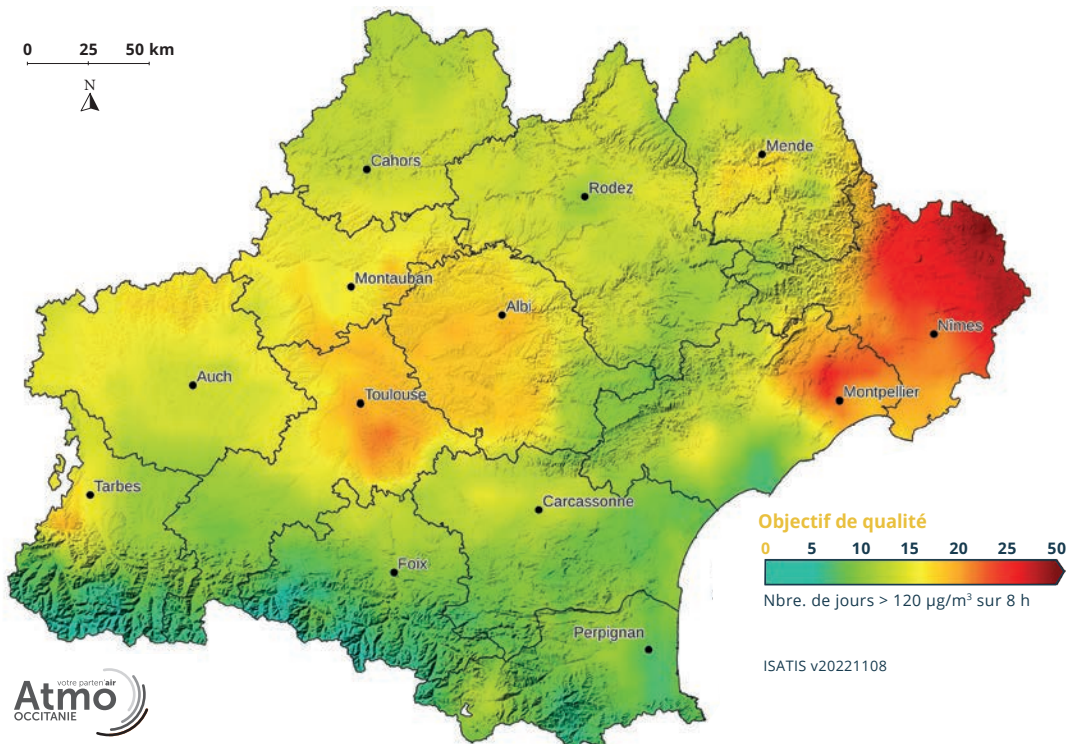 0 25 50 km
N
Cahors
Mende
Rodez
Montauban
Albi
Nîmes
Auch
Toulouse
Montpellier
Tarbes
Carcassonne
Foix
Perpignan
Objectif de qualité
0 5 10 15 20 25 50
Nbre. de jours > 120 µg/m³ sur 8 h
ISATIS v20221108
votre parten'air
Atmo
OCCITANIE